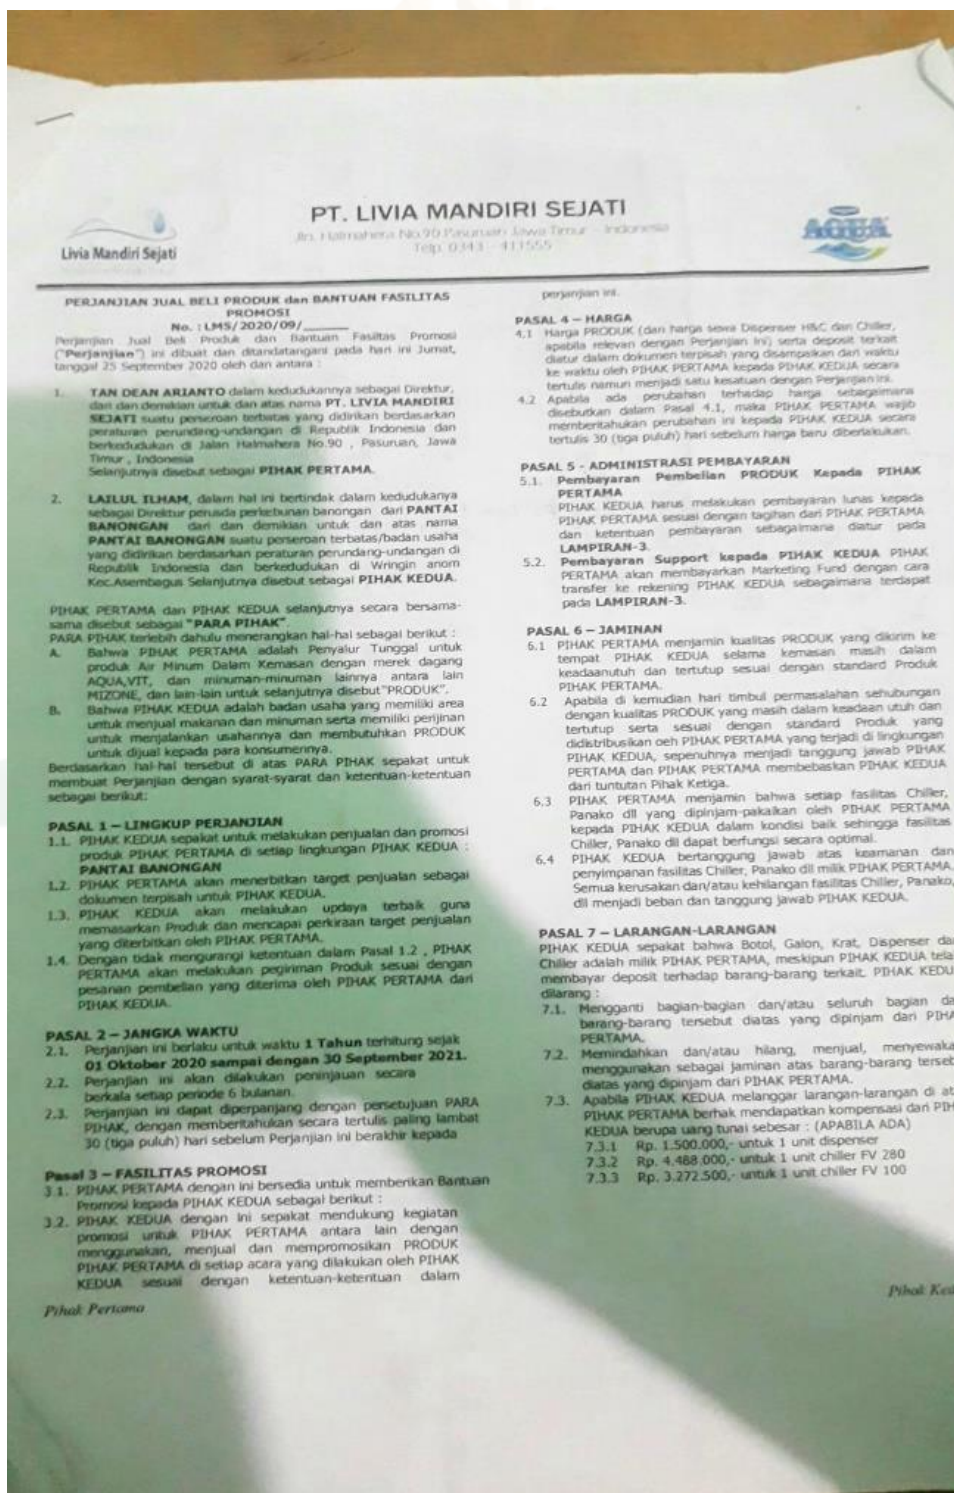 PT. LIVIA MANDIRI SEJATI
Jln. Halmahera No.90 Pasuruan Jawa Timur - Indonesia
Telp. 0343 - 411555
Livia Mandiri Sejati
AQUA
PERJANJIAN JUAL BELI PRODUK dan BANTUAN FASILITAS
PROMOSI
No. : LMS/2020/09/______
Perjanjian Jual Beli Produk dan Bantuan Fasiltas Promosi
("Perjanjian") ini dibuat dan ditandatangani pada hari ini Jumat,
tanggal 25 September 2020 oleh dan antara :
1. TAN DEAN ARIANTO dalam kedudukannya sebagai Direktur,
dari dan demikian untuk dan atas nama PT. LIVIA MANDIRI
SEJATI suatu perseroan terbatas yang didirikan berdasarkan
peraturan perundang-undangan di Republik Indonesia dan
berkedudukan di Jalan Halmahera No.90 , Pasuruan, Jawa
Timur , Indonesia
Selanjutnya disebut sebagai PIHAK PERTAMA.
2. LAILUL ILHAM, dalam hal ini bertindak dalam kedudukanya
sebagai Direktur perusda perkebunan banongan dari PANTAI
BANONGAN dari dan demikian untuk dan atas nama
PANTAI BANONGAN suatu perseroan terbatas/badan usaha
yang didirikan berdasarkan peraturan perundang-undangan di
Republik Indonesia dan berkedudukan di Wringin anom
Kec.Asembagus Selanjutnya disebut sebagai PIHAK KEDUA.
PIHAK PERTAMA dan PIHAK KEDUA selanjutnya secara bersama-
sama disebut sebagai "PARA PIHAK".
PARA PIHAK terlebih dahulu menerangkan hal-hal sebagai berikut :
A. Bahwa PIHAK PERTAMA adalah Penyalur Tunggal untuk
produk Air Minum Dalam Kemasan dengan merek dagang
AQUA,VIT, dan minuman-minuman lainnya antara lain
MIZONE, dan lain-lain untuk selanjutnya disebut"PRODUK".
B. Bahwa PIHAK KEDUA adalah badan usaha yang memiliki area
untuk menjual makanan dan minuman serta memiliki perijinan
untuk menjalankan usahannya dan membutuhkan PRODUK
untuk dijual kepada para konsumennya.
Berdasarkan hal-hal tersebut di atas PARA PIHAK sepakat untuk
membuat Perjanjian dengan syarat-syarat dan ketentuan-ketentuan
sebagai berikut:
PASAL 1 – LINGKUP PERJANJIAN
1.1. PIHAK KEDUA sepakat untuk melakukan penjualan dan promosi
produk PIHAK PERTAMA di setiap lingkungan PIHAK KEDUA :
PANTAI BANONGAN
1.2. PIHAK PERTAMA akan menerbitkan target penjualan sebagai
dokumen terpisah untuk PIHAK KEDUA.
1.3. PIHAK KEDUA akan melakukan updaya terbaik guna
memasarkan Produk dan mencapai perkiraan target penjualan
yang diterbitkan oleh PIHAK PERTAMA.
1.4. Dengan tidak mengurangi ketentuan dalam Pasal 1.2 , PIHAK
PERTAMA akan melakukan pegiriman Produk sesuai dengan
pesanan pembelian yang diterima oleh PIHAK PERTAMA dari
PIHAK KEDUA.
PASAL 2 – JANGKA WAKTU
2.1. Perjanjian ini berlaku untuk waktu 1 Tahun terhitung sejak
01 Oktober 2020 sampai dengan 30 September 2021.
2.2. Perjanjian ini akan dilakukan peninjauan secara
berkala setiap periode 6 bulanan.
2.3. Perjanjian ini dapat diperpanjang dengan persetujuan PARA
PIHAK, dengan memberitahukan secara tertulis paling lambat
30 (tiga puluh) hari sebelum Perjanjian ini berakhir kepada
Pasal 3 – FASILITAS PROMOSI
3.1. PIHAK PERTAMA dengan ini bersedia untuk memberikan Bantuan
Promosi kepada PIHAK KEDUA sebagai berikut :
3.2. PIHAK KEDUA dengan ini sepakat mendukung kegiatan
promosi untuk PIHAK PERTAMA antara lain dengan
menggunakan, menjual dan mempromosikan PRODUK
PIHAK PERTAMA di setiap acara yang dilakukan oleh PIHAK
KEDUA sesuai dengan ketentuan-ketentuan dalam
Pihak Pertama
perjanjian ini.
PASAL 4 – HARGA
4.1 Harga PRODUK (dan harga sewa Dispenser H&C dan Chiller,
apabila relevan dengan Perjanjian ini) serta deposit terkait
diatur dalam dokumen terpisah yang disampaikan dari waktu
ke waktu oleh PIHAK PERTAMA kepada PIHAK KEDUA secara
tertulis namun menjadi satu kesatuan dengan Perjanjian ini.
4.2 Apabila ada perubahan terhadap harga sebagaimana
disebutkan dalam Pasal 4.1, maka PIHAK PERTAMA wajib
memberitahukan perubahan ini kepada PIHAK KEDUA secara
tertulis 30 (tiga puluh) hari sebelum harga baru diberlakukan.
PASAL 5 - ADMINISTRASI PEMBAYARAN
5.1. Pembayaran Pembelian PRODUK Kepada PIHAK
PERTAMA
PIHAK KEDUA harus melakukan pembayaran lunas kepada
PIHAK PERTAMA sesuai dengan tagihan dari PIHAK PERTAMA
dan ketentuan pembayaran sebagaimana diatur pada
LAMPIRAN-3.
5.2. Pembayaran Support kepada PIHAK KEDUA PIHAK
PERTAMA akan membayarkan Marketing Fund dengan cara
transfer ke rekening PIHAK KEDUA sebagaimana terdapat
pada LAMPIRAN-3.
PASAL 6 – JAMINAN
6.1 PIHAK PERTAMA menjamin kualitas PRODUK yang dikirim ke
tempat PIHAK KEDUA selama kemasan masih dalam
keadaanutuh dan tertutup sesuai dengan standard Produk
PIHAK PERTAMA.
6.2 Apabila di kemudian hari timbul permasalahan sehubungan
dengan kualitas PRODUK yang masih dalam keadaan utuh dan
tertutup serta sesuai dengan standard Produk yang
didistribusikan oeh PIHAK PERTAMA yang terjadi di lingkungan
PIHAK KEDUA, sepenuhnya menjadi tanggung jawab PIHAK
PERTAMA dan PIHAK PERTAMA membebaskan PIHAK KEDUA
dari tuntutan Pihak Ketiga.
6.3 PIHAK PERTAMA menjamin bahwa setiap fasilitas Chiller,
Panako dll yang dipinjam-pakaikan oleh PIHAK PERTAMA
kepada PIHAK KEDUA dalam kondisi baik sehingga fasilitas
Chiller, Panako dll dapat berfungsi secara optimal.
6.4 PIHAK KEDUA bertanggung jawab atas keamanan dan
penyimpanan fasilitas Chiller, Panako dll milik PIHAK PERTAMA.
Semua kerusakan dan/atau kehilangan fasilitas Chiller, Panako,
dll menjadi beban dan tanggung jawab PIHAK KEDUA.
PASAL 7 – LARANGAN-LARANGAN
PIHAK KEDUA sepakat bahwa Botol, Galon, Krat, Dispenser da
Chiller adalah milik PIHAK PERTAMA, meskipun PIHAK KEDUA tela
membayar deposit terhadap barang-barang terkait. PIHAK KEDU
dilarang :
7.1. Mengganti bagian-bagian dan/atau seluruh bagian da
barang-barang tersebut diatas yang dipinjam dari PIHA
PERTAMA.
7.2. Memindahkan dan/atau hilang, menjual, menyewaka
menggunakan sebagai jaminan atas barang-barang terseb
diatas yang dipinjam dari PIHAK PERTAMA.
7.3. Apabila PIHAK KEDUA melanggar larangan-larangan di at
PIHAK PERTAMA berhak mendapatkan kompensasi dari PIH
KEDUA berupa uang tunai sebesar : (APABILA ADA)
7.3.1 Rp. 1.500.000,- untuk 1 unit dispenser
7.3.2 Rp. 4.488.000,- untuk 1 unit chiller FV 280
7.3.3 Rp. 3.272.500,- untuk 1 unit chiller FV 100
Pihak Ked